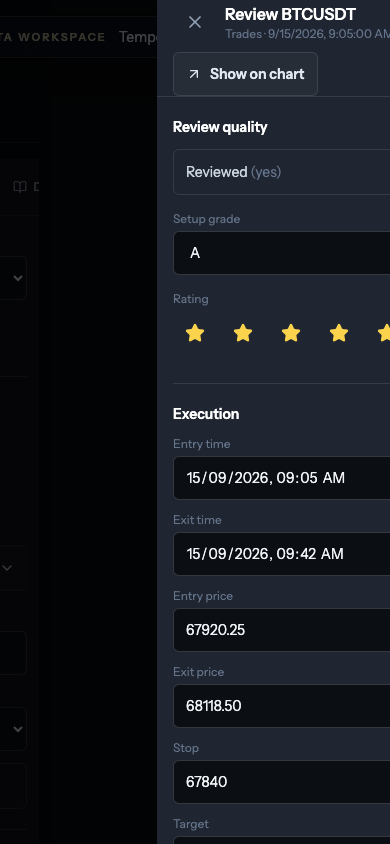 Review BTCUSDT
TA WORKSPACE
Trades · 9/15/2026, 9:05:00 AM
Show on chart
Review quality
Reviewed (yes)
Setup grade
A
Rating
Execution
Entry time
15/09/2026, 09:05 AM
Exit time
15/09/2026, 09:42 AM
Entry price
67920.25
Exit price
68118.50
Stop
67840
Target